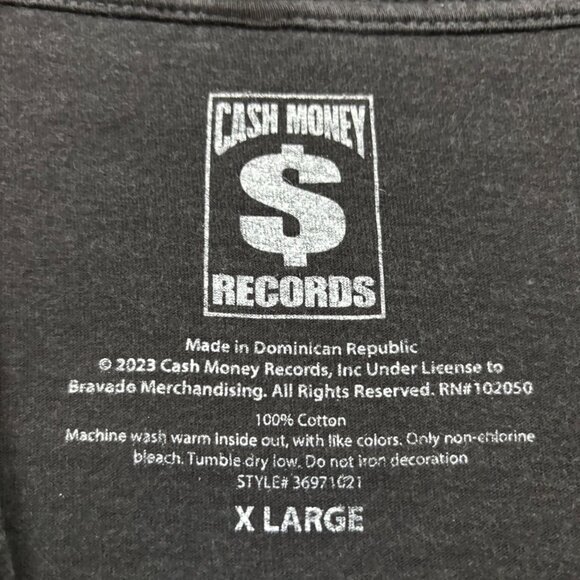 CASH MONEY
$
RECORDS
Made in Dominican Republic
© 2023 Cash Money Records, Inc Under License to
Bravado Merchandising. All Rights Reserved. RN#102050
100% Cotton
Machine wash warm inside out, with like colors. Only non-chlorine
bleach. Tumble dry low. Do not iron decoration
STYLE# 36971021
X LARGE